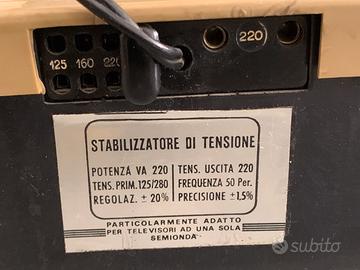 220
125 160 220
STABILIZZATORE DI TENSIONE
POTENZA VA 220 TENS. USCITA 220
TENS. PRIM. 125/280 FREQUENZA 50 Per.
REGOLAZ. ± 20% PRECISIONE ±1,5%
PARTICOLARMENTE ADATTO
PER TELEVISORI AD UNA SOLA
SEMIONDA
subito